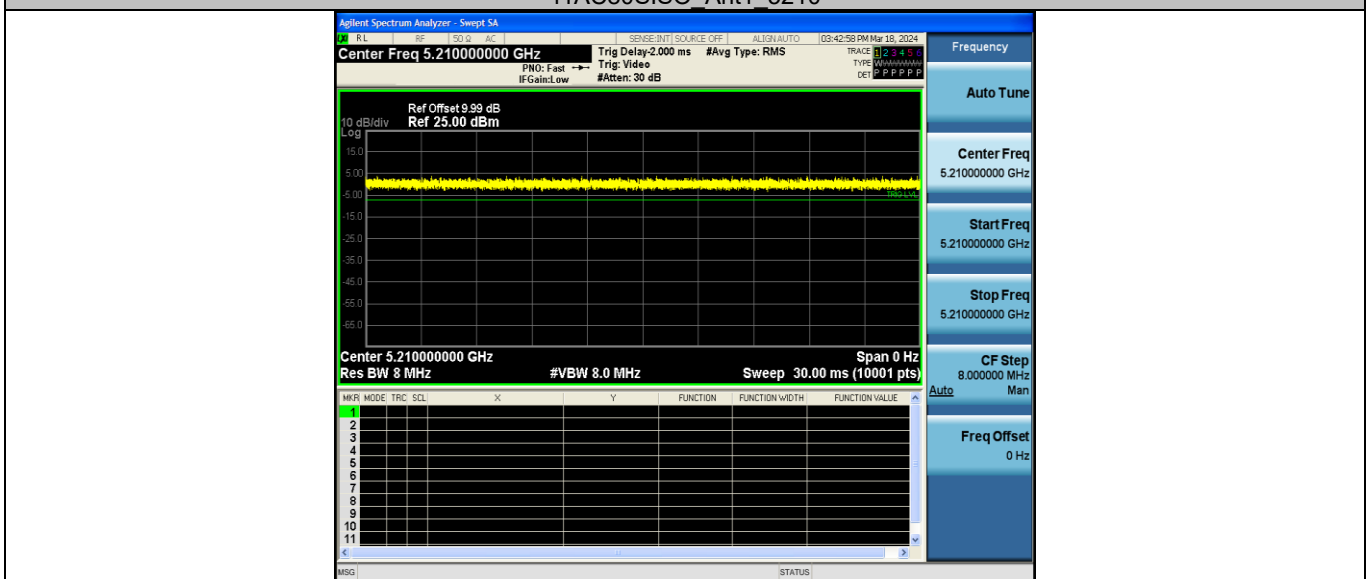 Agilent Spectrum Analyzer - Swept SA
RL RF 50 Ω AC SENSE:INT SOURCE OFF ALIGN AUTO 03:42:58 PM Mar 18, 2024
Center Freq 5.210000000 GHz
PNO: Fast
IFGain:Low
Trig Delay-2.000 ms
Trig: Video
#Atten: 30 dB
#Avg Type: RMS
TRACE 1 2 3 4 5 6
TYPE
DET P P P P P P
Ref Offset 9.99 dB
10 dB/div Ref 25.00 dBm
Log
15.0
5.00
-5.00
TRIG LVL
-15.0
-25.0
-35.0
-45.0
-55.0
-65.0
Center 5.210000000 GHz Span 0 Hz
Res BW 8 MHz #VBW 8.0 MHz Sweep 30.00 ms (10001 pts)
MKR MODE TRC SCL X Y FUNCTION FUNCTION WIDTH FUNCTION VALUE
1
2
3
4
5
6
7
8
9
10
11
MSG STATUS
Frequency
Auto Tune
Center Freq
5.210000000 GHz
Start Freq
5.210000000 GHz
Stop Freq
5.210000000 GHz
CF Step
8.000000 MHz
Auto Man
Freq Offset
0 Hz